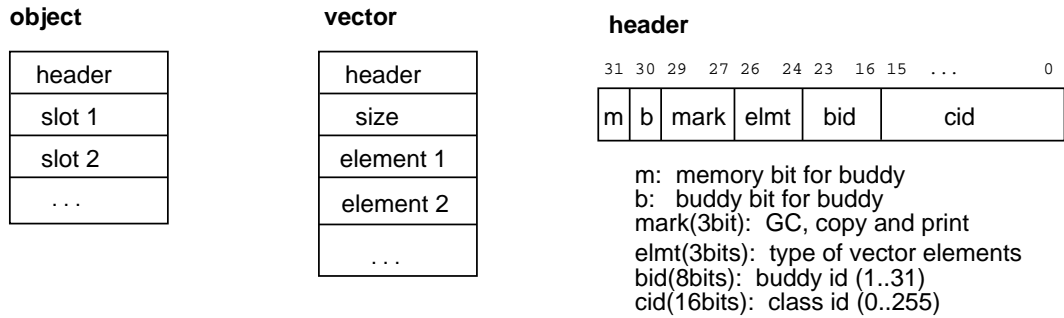 object
header
slot 1
slot 2
. . .
vector
header
size
element 1
element 2
. . .
header
31 30 29 27 26 24 23 16 15 ... 0
m b mark elmt bid cid
m: memory bit for buddy
b: buddy bit for buddy
mark(3bit): GC, copy and print
elmt(3bits): type of vector elements
bid(8bits): buddy id (1..31)
cid(16bits): class id (0..255)